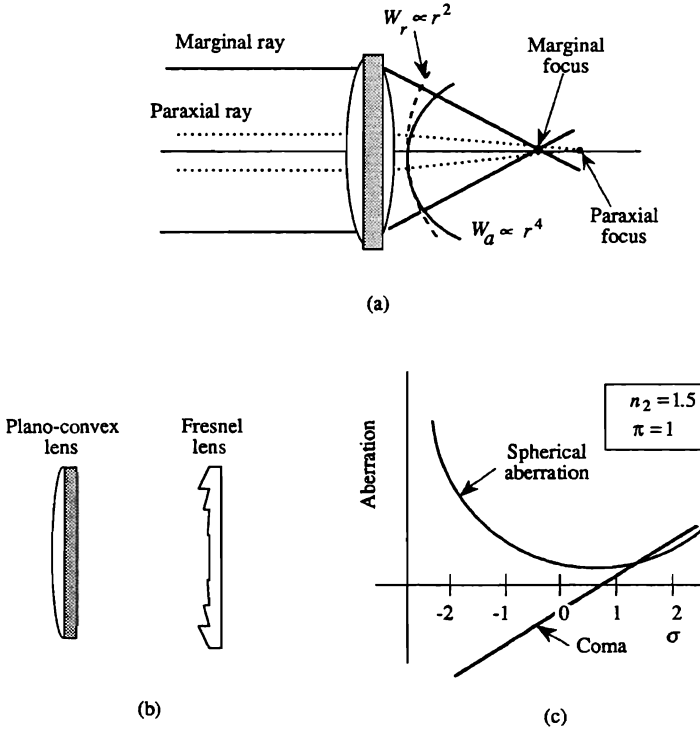 W_r ∝ r^2
Marginal ray
Marginal
focus
Paraxial ray
W_a ∝ r^4
Paraxial
focus
(a)
Plano-convex
lens
Fresnel
lens
(b)
Aberration
n_2 = 1.5
π = 1
Spherical
aberration
-2 -1 0 1 2
σ
Coma
(c)